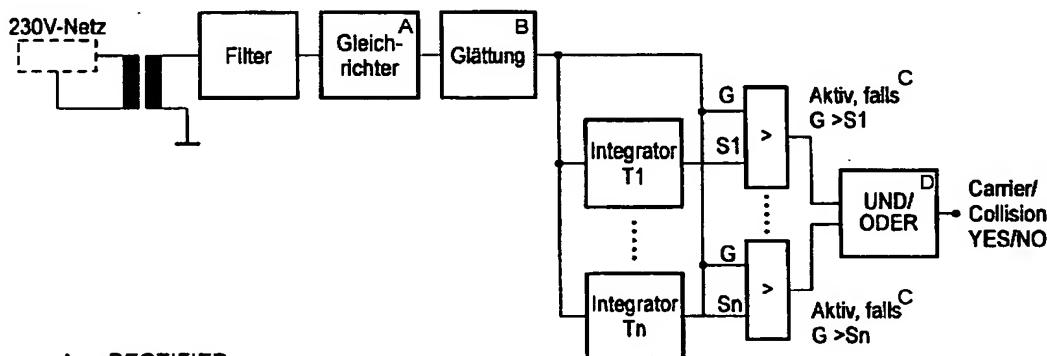 230V-Netz
Filter
A
Gleich-
richter
B
Glättung
G
S1
>
C
Aktiv, falls
G >S1
Integrator
T1
D
UND/
ODER
Carrier/
Collision
YES/NO
G
Sn
>
Integrator
Tn
C
Aktiv, falls
G >Sn